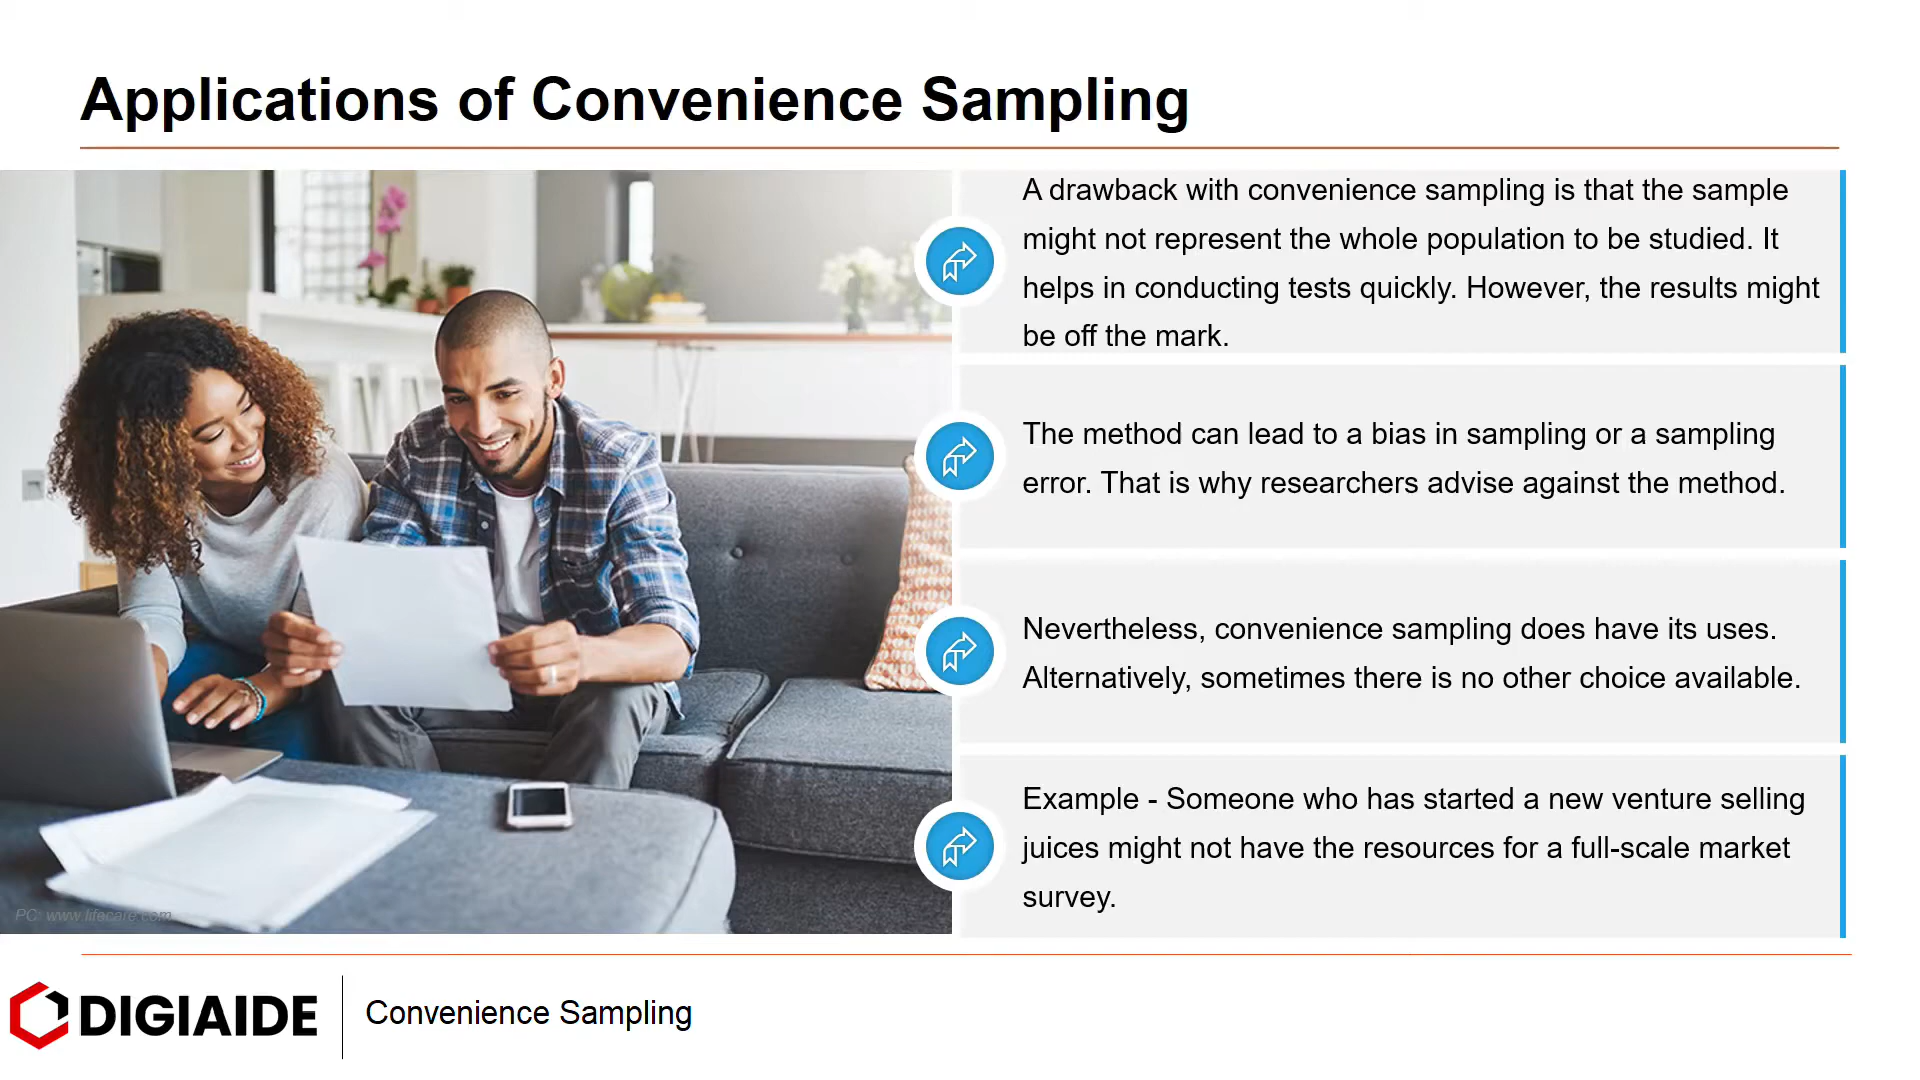 Applications of Convenience Sampling
A drawback with convenience sampling is that the sample
might not represent the whole population to be studied. It
helps in conducting tests quickly. However, the results might
be off the mark.
The method can lead to a bias in sampling or a sampling
error. That is why researchers advise against the method.
Nevertheless, convenience sampling does have its uses.
Alternatively, sometimes there is no other choice available.
Example - Someone who has started a new venture selling
juices might not have the resources for a full-scale market
survey.
PC: www.lifecare.com
DIGIAIDE
Convenience Sampling